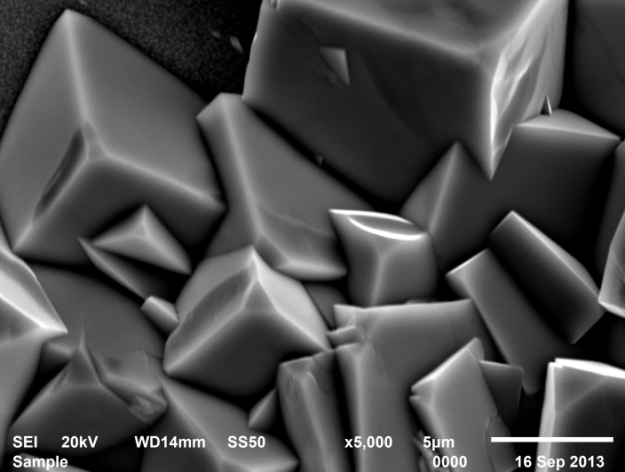 SEI 20kV WD14mm SS50 x5,000 5µm
Sample 0000 16 Sep 2013